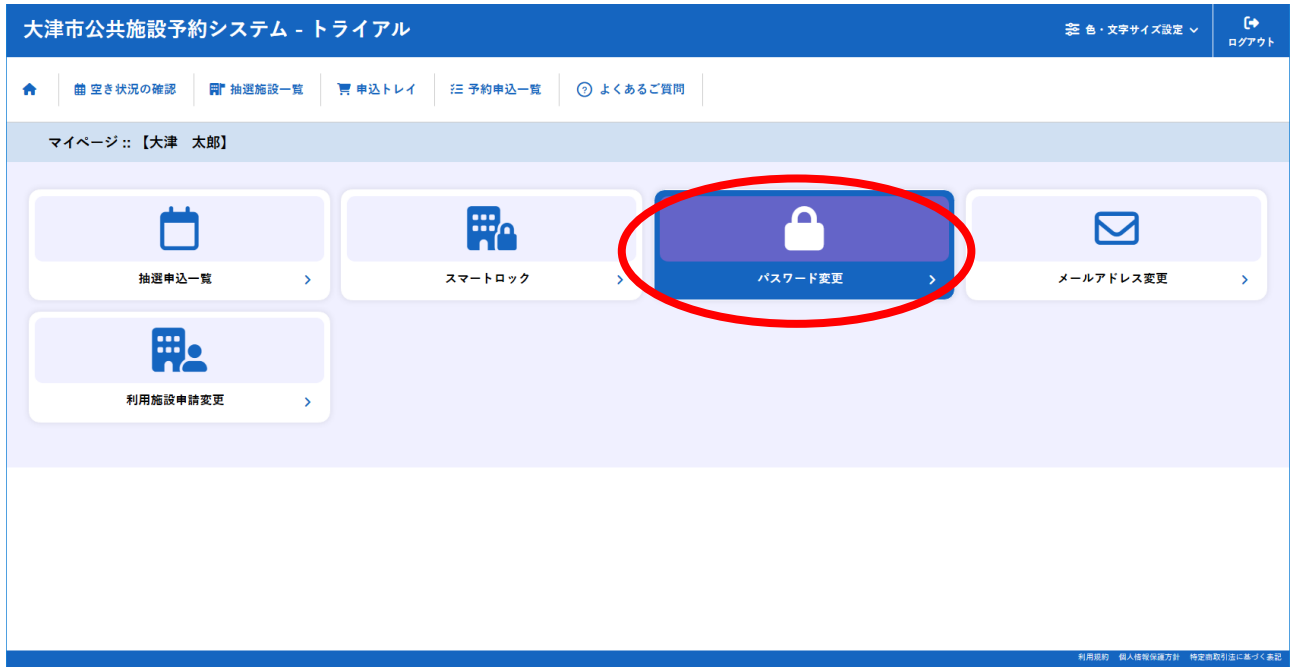 大津市公共施設予約システム - トライアル
色・文字サイズ設定
ログアウト
空き状況の確認
抽選施設一覧
申込トレイ
予約申込一覧
よくあるご質問
マイページ :: 【大津　太郎】
抽選申込一覧
スマートロック
パスワード変更
メールアドレス変更
利用施設申請変更
利用規約 個人情報保護方針 特定商取引法に基づく表記